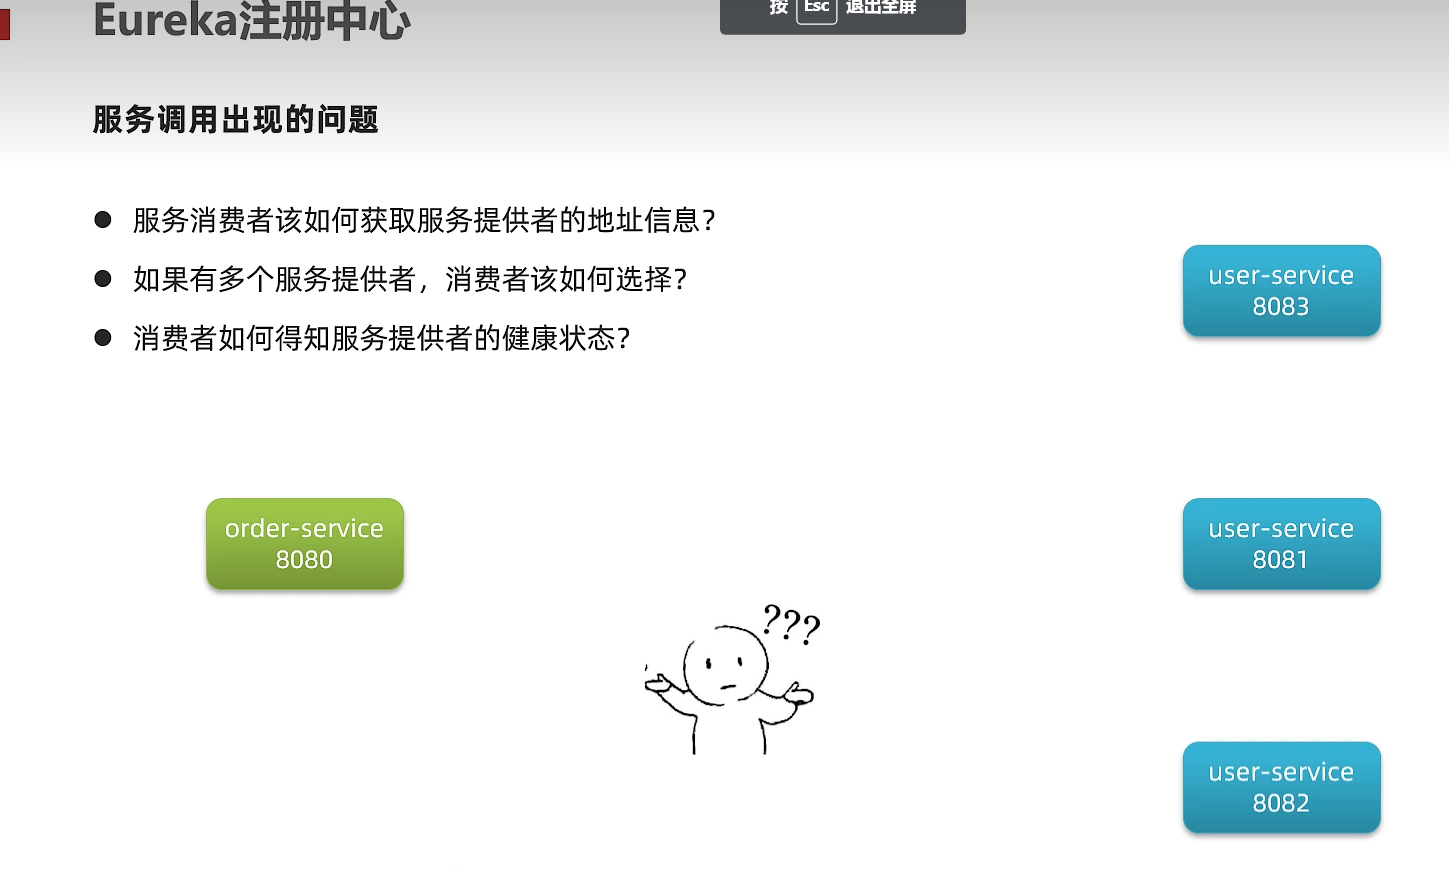 Eureka注册中心
按 Esc 退出全屏
服务调用出现的问题
● 服务消费者该如何获取服务提供者的地址信息？
● 如果有多个服务提供者，消费者该如何选择？
● 消费者如何得知服务提供者的健康状态？
user-service
8083
order-service
8080
user-service
8081
???
user-service
8082